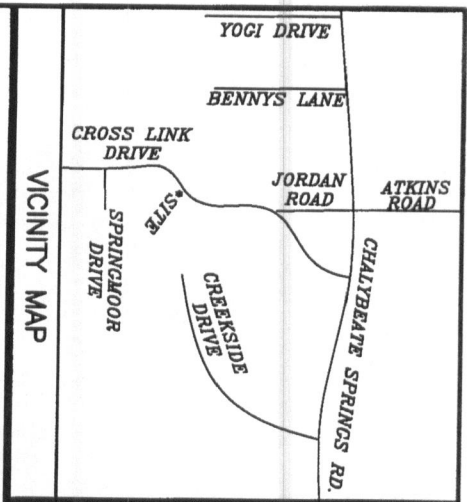 YOGI DRIVE
BENNYS LANE
CROSS LINK
DRIVE
JORDAN
ROAD
ATKINS
ROAD
*SITE
SPRINGMOOR
DRIVE
CREEKSIDE
DRIVE
CHALYBEATE SPRINGS RD.
VICINITY MAP